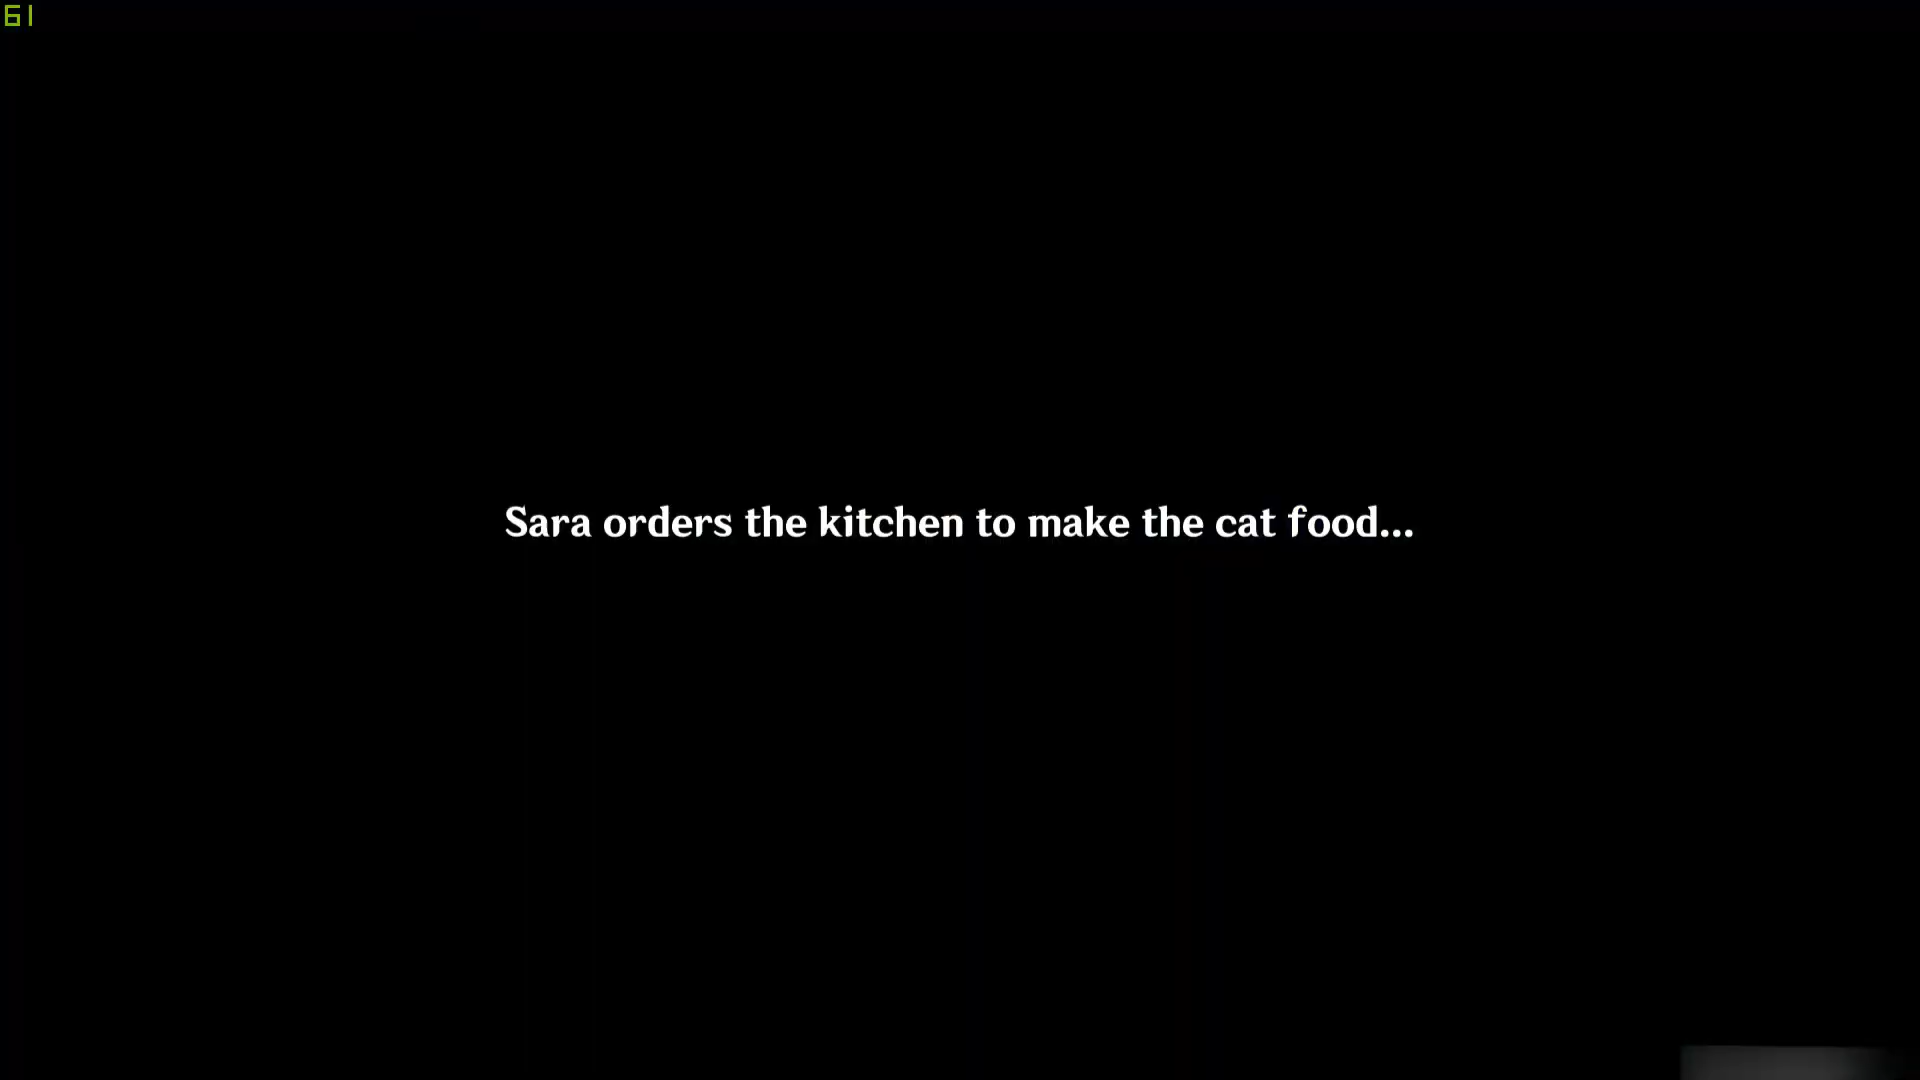 61
Sara orders the kitchen to make the cat food...